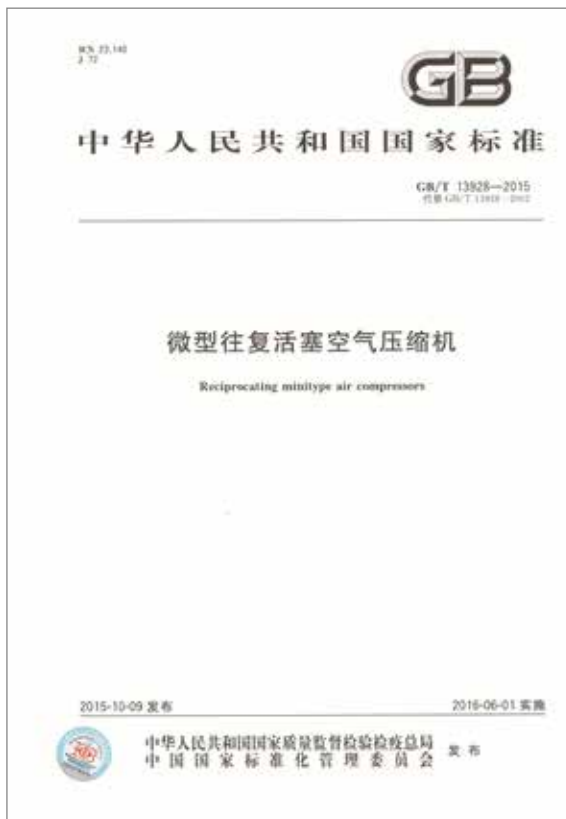 ICS 23.140
J 72
GB
中华人民共和国国家标准
GB/T 13928—2015
代替 GB/T 13928—2002
微型往复活塞空气压缩机
Reciprocating minitype air compressors
2015-10-09 发布
2016-06-01 实施
中华人民共和国国家质量监督检验检疫总局
中国国家标准化管理委员会
发布